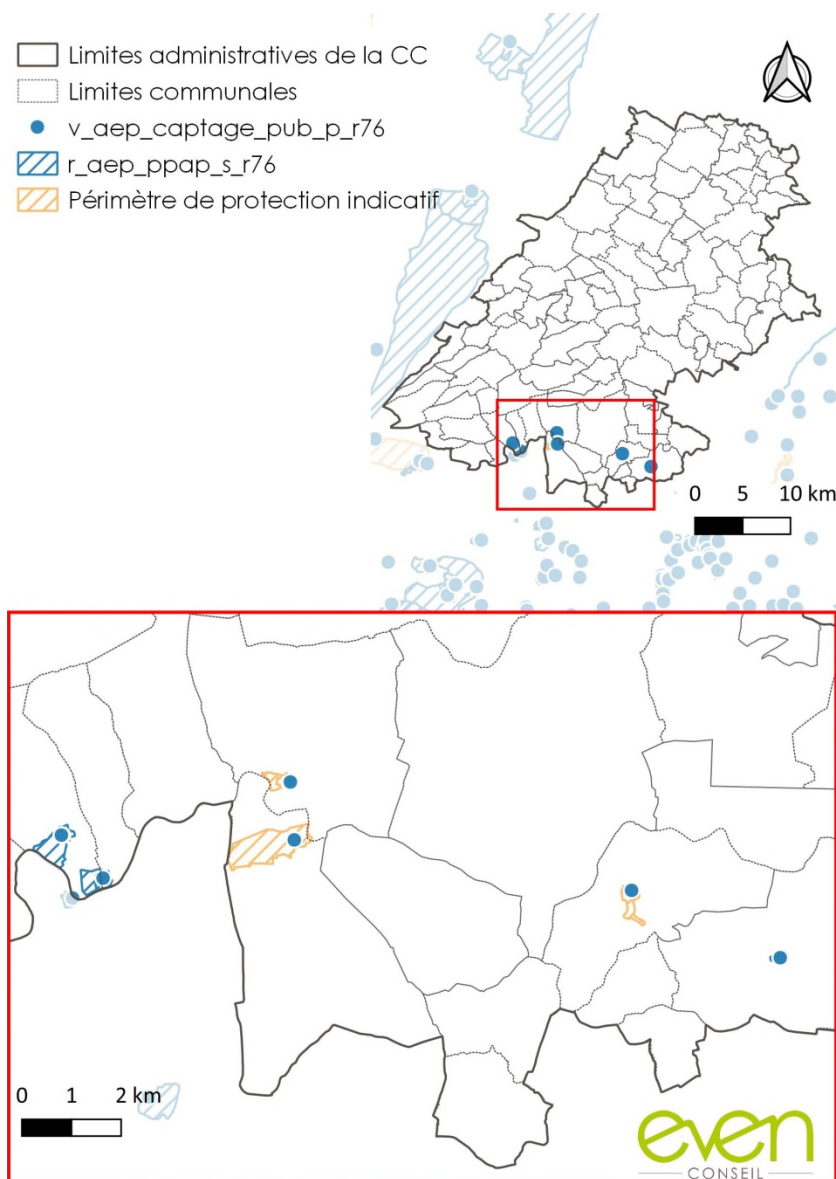 Limites administratives de la CC
Limites communales
v_aep_captage_pub_p_r76
r_aep_ppap_s_r76
Périmètre de protection indicatif
0 5 10 km
0 1 2 km
even
CONSEIL